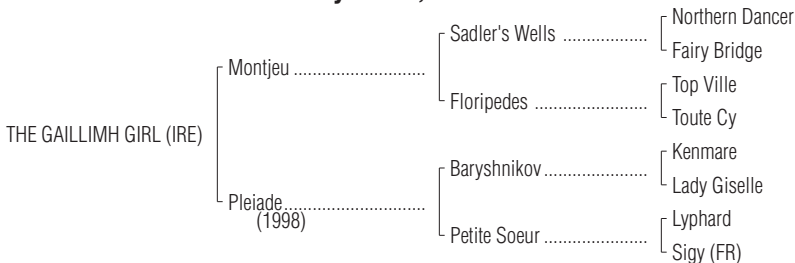 Northern Dancer
Sadler's Wells ....................
Fairy Bridge
Montjeu ...............................
Top Ville
Floripedes ...........................
Toute Cy
THE GAILLIMH GIRL (IRE)
Kenmare
Baryshnikov.........................
Lady Giselle
Pleiade.................................
(1998)
Lyphard
Petite Soeur .........................
Sigy (FR)